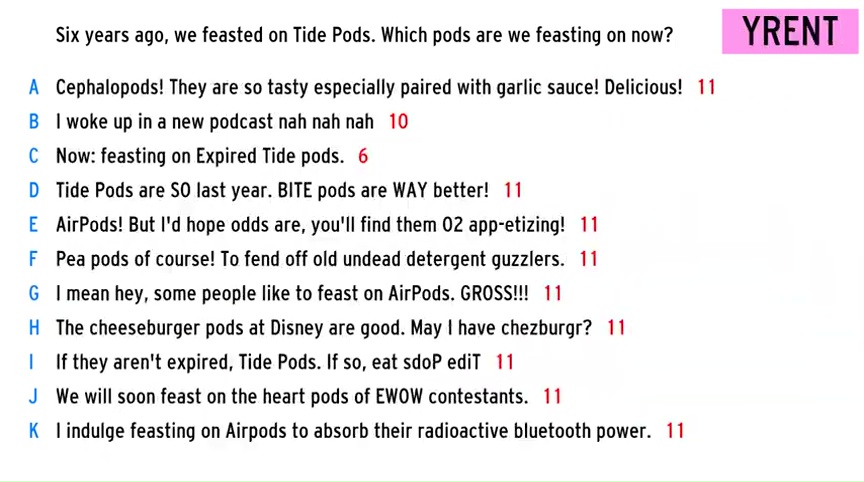 Six years ago, we feasted on Tide Pods. Which pods are we feasting on now?
YRENT
A Cephalopods! They are so tasty especially paired with garlic sauce! Delicious! 11
B I woke up in a new podcast nah nah nah 10
C Now: feasting on Expired Tide pods. 6
D Tide Pods are SO last year. BITE pods are WAY better! 11
E AirPods! But I'd hope odds are, you'll find them O2 app-etizing! 11
F Pea pods of course! To fend off old undead detergent guzzlers. 11
G I mean hey, some people like to feast on AirPods. GROSS!!! 11
H The cheeseburger pods at Disney are good. May I have chezburgr? 11
I If they aren't expired, Tide Pods. If so, eat sdoP ediT 11
J We will soon feast on the heart pods of EWOW contestants. 11
K I indulge feasting on Airpods to absorb their radioactive bluetooth power. 11